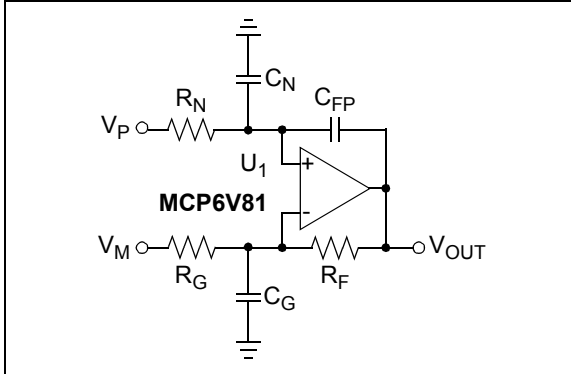 C_N
R_N
C_FP
V_P
U_1
+
MCP6V81
-
V_M
V_OUT
R_G
R_F
C_G